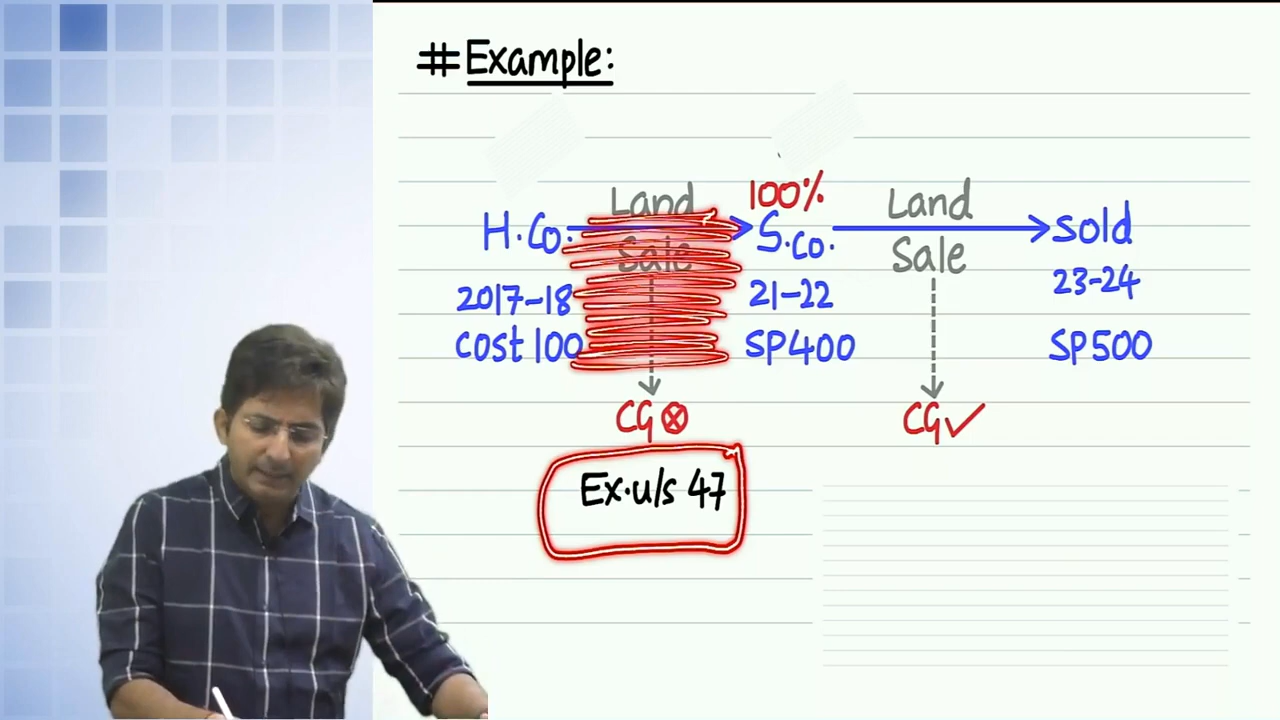 #Example:
Land
Sale
100%
Land
Sale
H.Co.
S.Co.
Sold
2017-18
21-22
23-24
Cost 100
SP400
SP500
CG⊗
CG✓
Ex.u/s 47